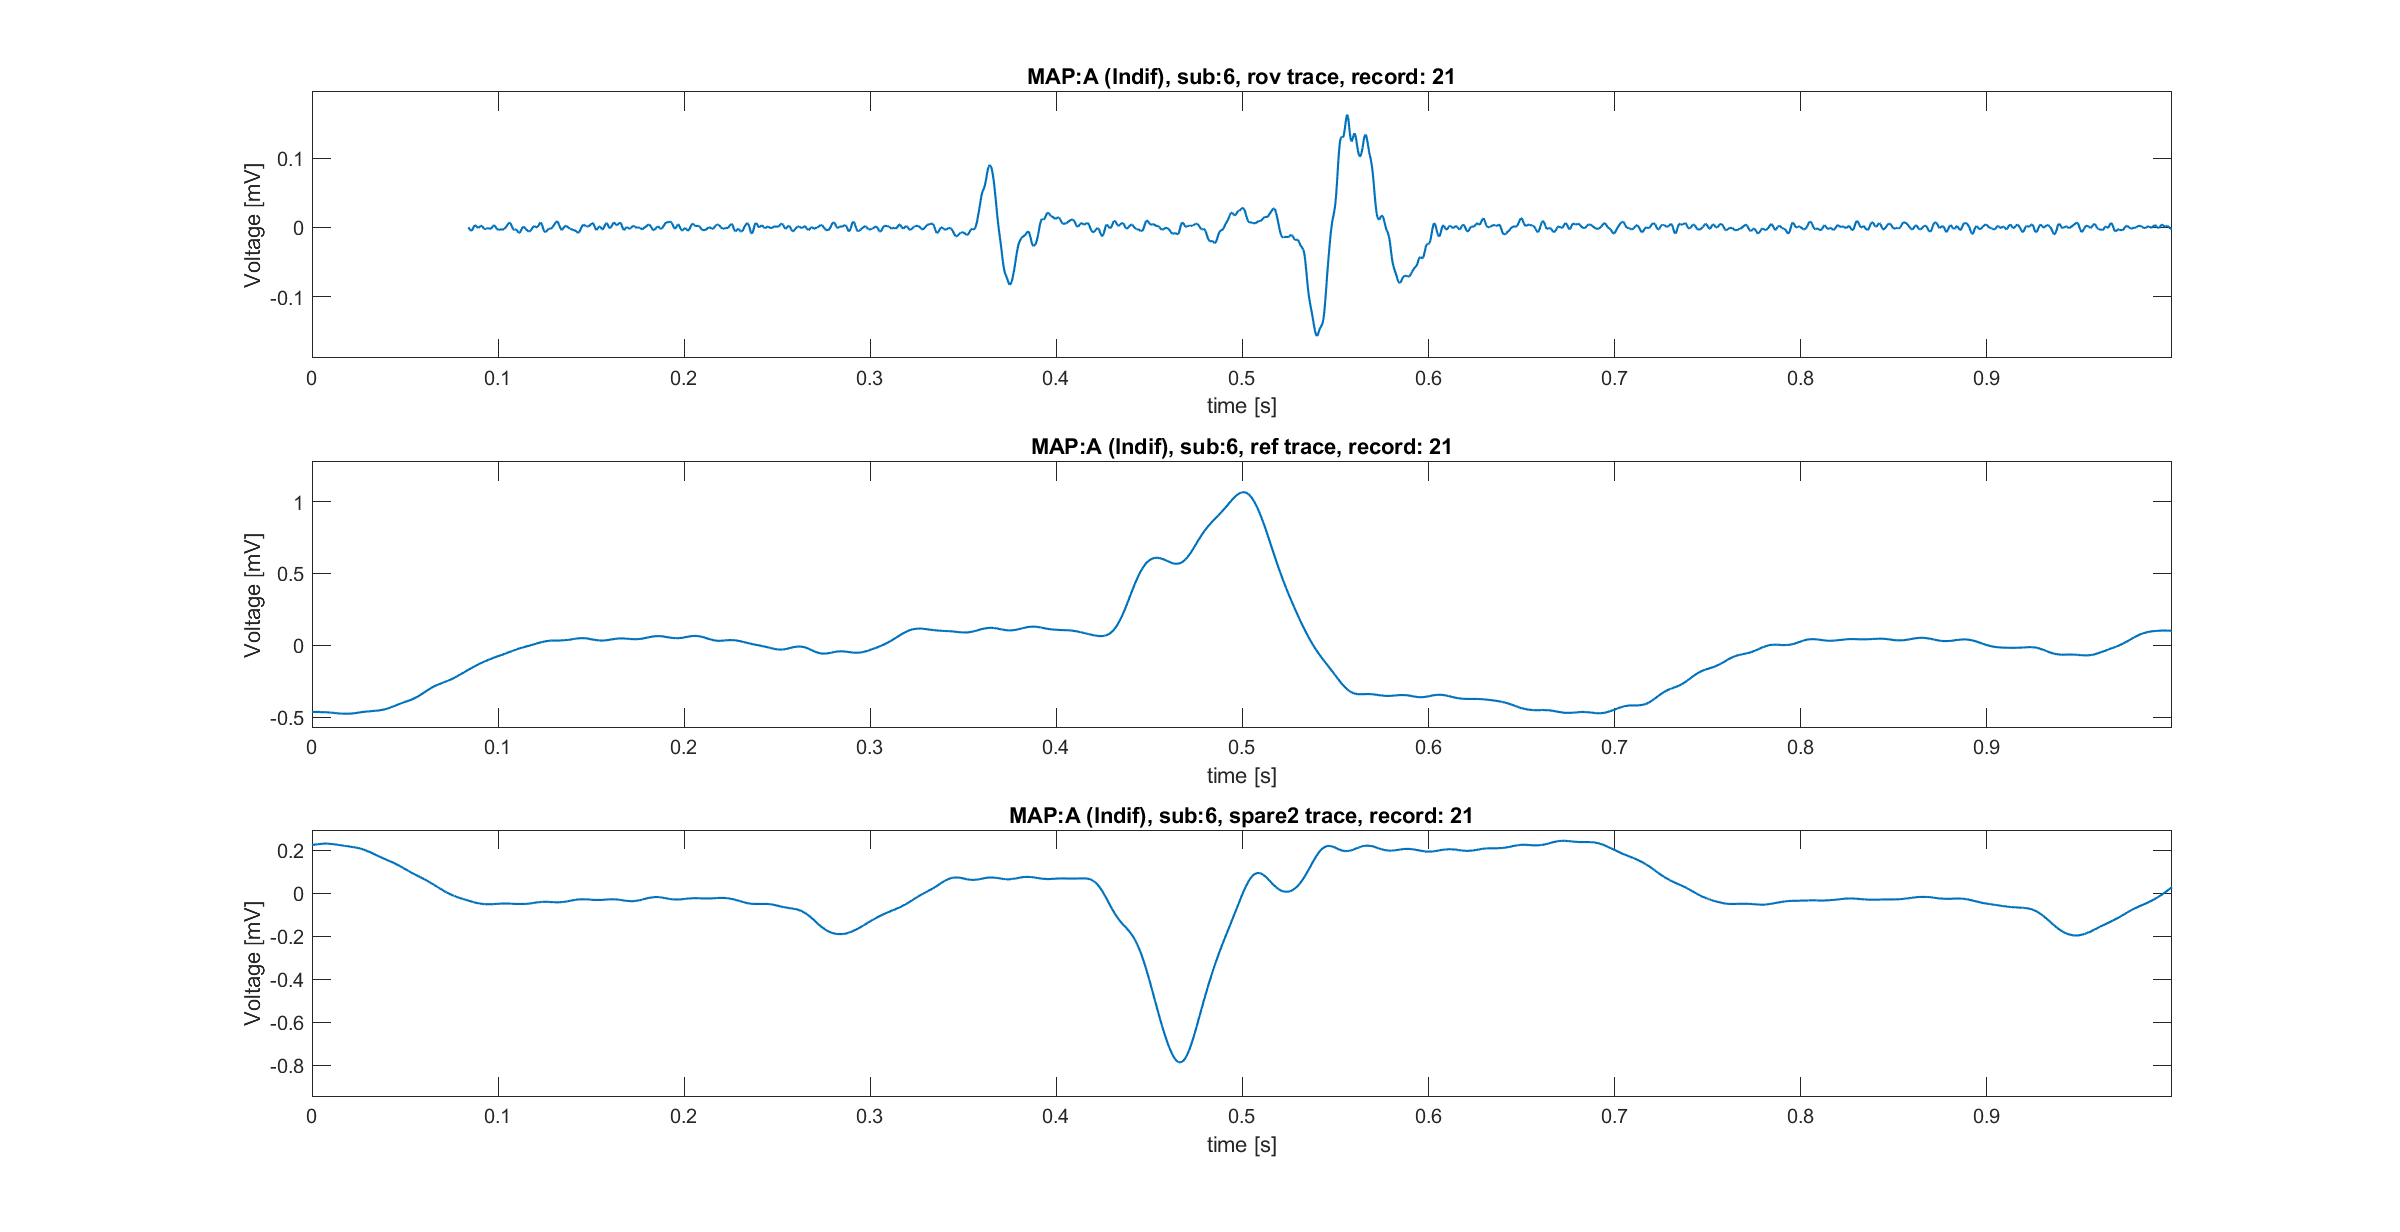 MAP:A (Indif), sub:6, rov trace, record: 21
Voltage [mV]
0.1
0
-0.1
0 0.1 0.2 0.3 0.4 0.5 0.6 0.7 0.8 0.9
time [s]
MAP:A (Indif), sub:6, ref trace, record: 21
Voltage [mV]
1
0.5
0
-0.5
0 0.1 0.2 0.3 0.4 0.5 0.6 0.7 0.8 0.9
time [s]
MAP:A (Indif), sub:6, spare2 trace, record: 21
Voltage [mV]
0.2
0
-0.2
-0.4
-0.6
-0.8
0 0.1 0.2 0.3 0.4 0.5 0.6 0.7 0.8 0.9
time [s]